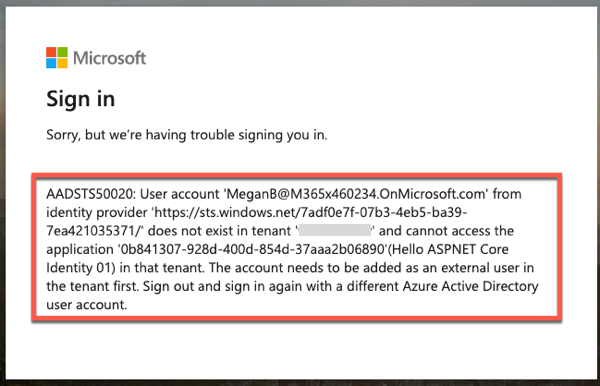 Microsoft
Sign in
Sorry, but we're having trouble signing you in.
AADSTS50020: User account 'MeganB@M365x460234.OnMicrosoft.com' from
identity provider 'https://sts.windows.net/7adf0e7f-07b3-4eb5-ba39-
7ea421035371/' does not exist in tenant ' ' and cannot access the
application '0b841307-928d-400d-854d-37aaa2b06890'(Hello ASPNET Core
Identity 01) in that tenant. The account needs to be added as an external user in
the tenant first. Sign out and sign in again with a different Azure Active Directory
user account.